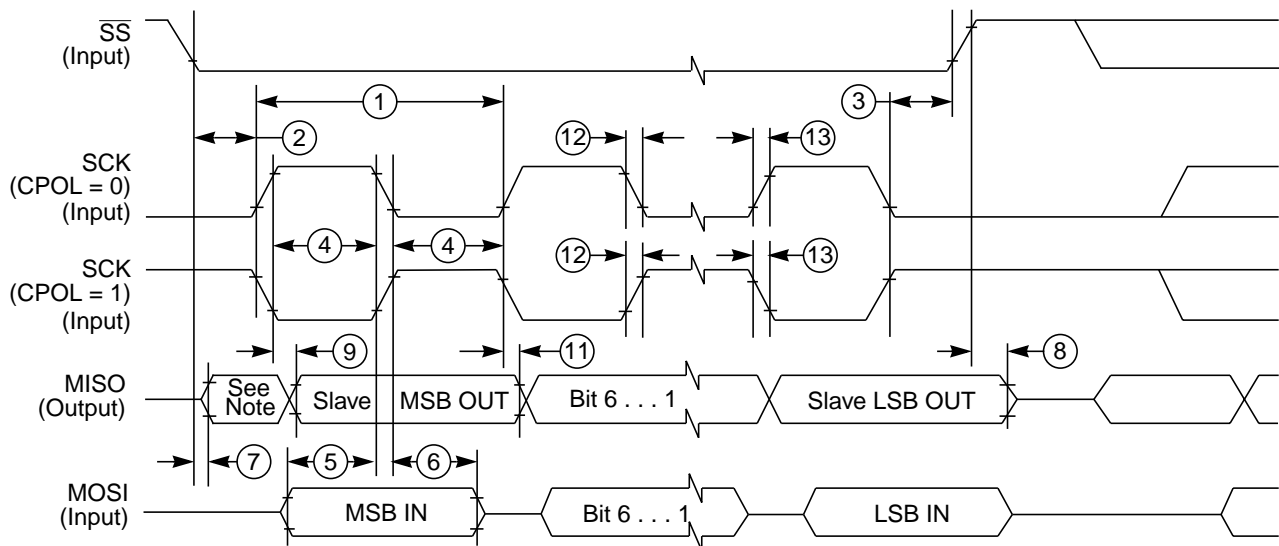 SS
(Input)
1
3
2
12
13
SCK
(CPOL = 0)
(Input)
4
4
SCK
(CPOL = 1)
(Input)
12
13
9
11
8
MISO
(Output)
See
Note
Slave
MSB OUT
Bit 6 . . . 1
Slave LSB OUT
7
5
6
MOSI
(Input)
MSB IN
Bit 6 . . . 1
LSB IN